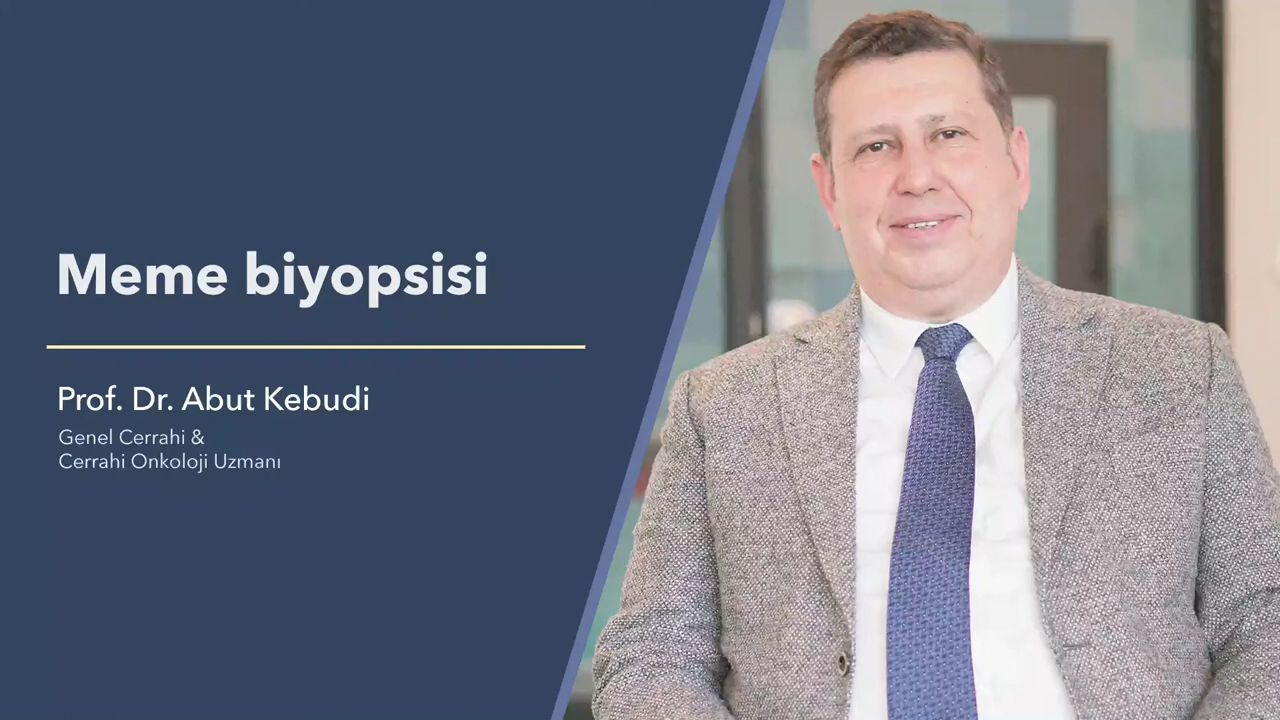 Meme biyopsisi
Prof. Dr. Abut Kebudi
Genel Cerrahi &
Cerrahi Onkoloji Uzmanı